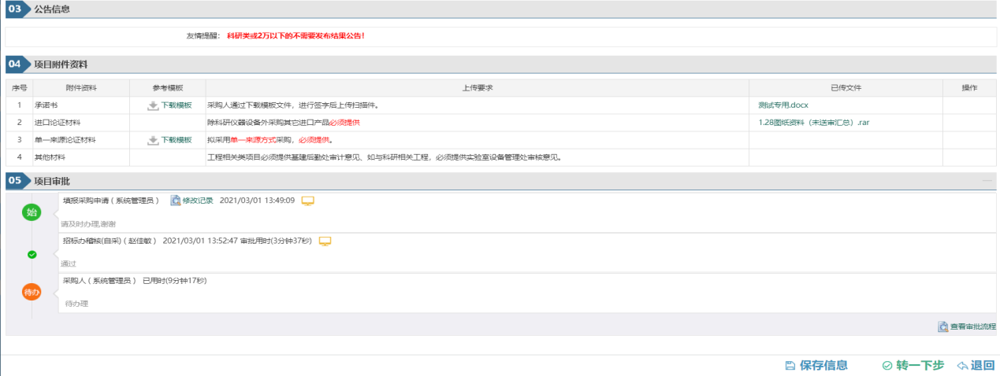 03 公告信息
友情提醒： 科研类或2万以下的不需要发布结果公告！
04 项目附件资料
序号 附件资料 参考模板 上传要求 已传文件 操作
1 承诺书 下载模板 采购人通过下载模板文件，进行签字后上传扫描件。 测试专用.docx
2 进口论证材料 除科研仪器设备外采购其它进口产品必须提供 1.28图纸资料（未送审汇总）.rar
3 单一来源论证材料 下载模板 拟采用单一来源方式采购，必须提供。
4 其他材料 工程相关类项目必须提供基建后勤处审计意见、如与科研相关工程，必须提供实验室设备管理处审核意见。
05 项目审批
始 填报采购申请（系统管理员） 修改记录 2021/03/01 13:49:09
请及时办理,谢谢
招标办稽核(自采)（赵佳敏） 2021/03/01 13:52:47 审批用时(3分钟37秒)
通过
待办 采购人（系统管理员） 已用时(9分钟17秒)
待办理
查看审批流程
保存信息 转一下步 退回